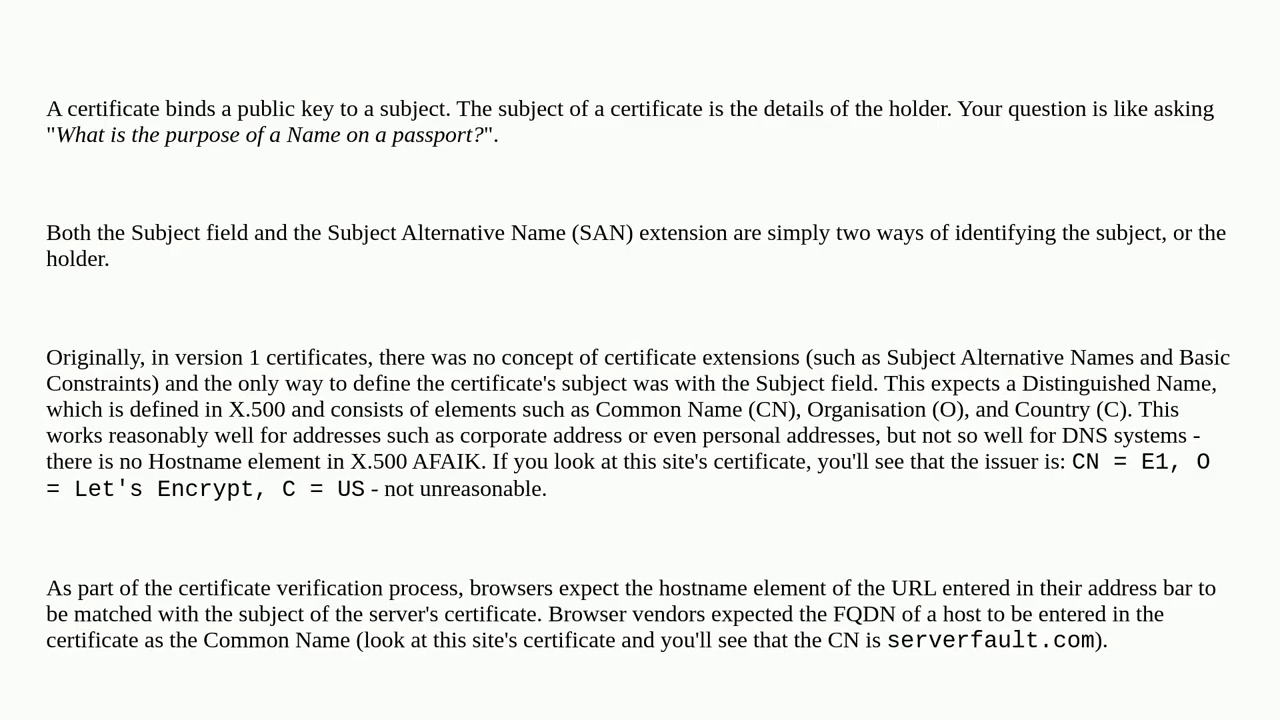 A certificate binds a public key to a subject. The subject of a certificate is the details of the holder. Your question is like asking
"What is the purpose of a Name on a passport?".
Both the Subject field and the Subject Alternative Name (SAN) extension are simply two ways of identifying the subject, or the
holder.
Originally, in version 1 certificates, there was no concept of certificate extensions (such as Subject Alternative Names and Basic
Constraints) and the only way to define the certificate's subject was with the Subject field. This expects a Distinguished Name,
which is defined in X.500 and consists of elements such as Common Name (CN), Organisation (O), and Country (C). This
works reasonably well for addresses such as corporate address or even personal addresses, but not so well for DNS systems -
there is no Hostname element in X.500 AFAIK. If you look at this site's certificate, you'll see that the issuer is: CN = E1, O
= Let's Encrypt, C = US - not unreasonable.
As part of the certificate verification process, browsers expect the hostname element of the URL entered in their address bar to
be matched with the subject of the server's certificate. Browser vendors expected the FQDN of a host to be entered in the
certificate as the Common Name (look at this site's certificate and you'll see that the CN is serverfault.com).